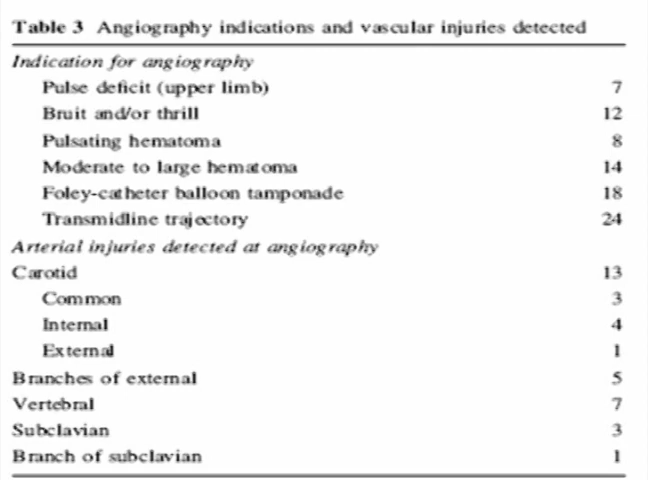 Table 3 Angiography indications and vascular injuries detected
Indication for angiography
Pulse deficit (upper limb) 7
Bruit and/or thrill 12
Pulsating hematoma 8
Moderate to large hematoma 14
Foley-catheter balloon tamponade 18
Transmidline trajectory 24
Arterial injuries detected at angiography
Carotid 13
Common 3
Internal 4
External 1
Branches of external 5
Vertebral 7
Subclavian 3
Branch of subclavian 1